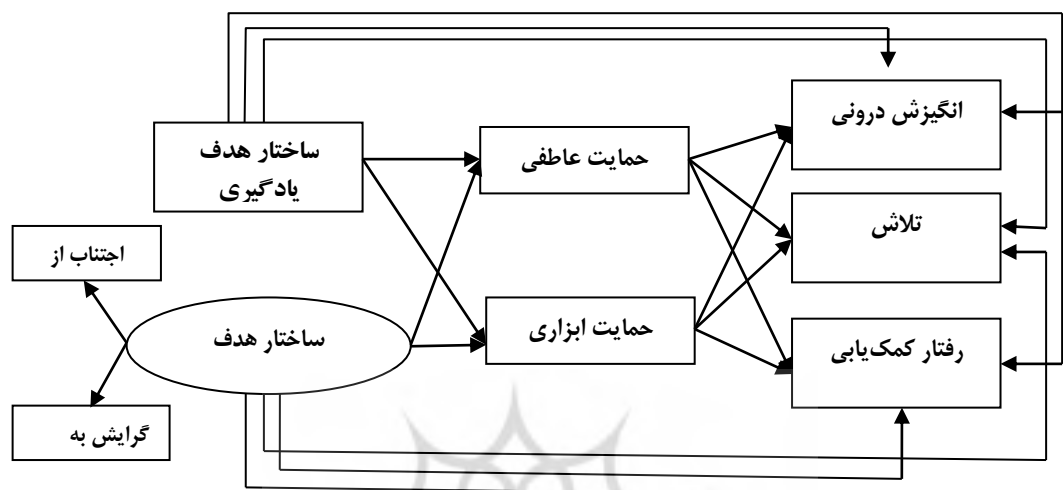 انگیزش درونی
ساختار هدف
یادگیری
حمایت عاطفی
تلاش
اجتناب از
ساختار هدف
حمایت ابزاری
رفتار کمک‌یابی
گرایش به